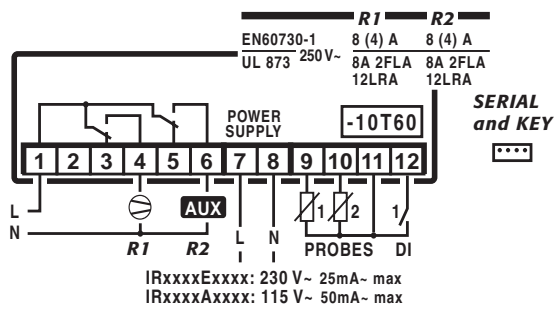 R1 R2
EN60730-1 250 V~ 8 (4) A 8 (4) A
UL 873 8A 2FLA 8A 2FLA
12LRA 12LRA
SERIAL
and KEY
POWER
SUPPLY
-10T60
1 2 3 4 5 6 7 8 9 10 11 12
L
N
AUX
1 2 1
R1 R2 L N PROBES DI
IRxxxxExxxx: 230 V~ 25mA~ max
IRxxxxAxxxx: 115 V~ 50mA~ max